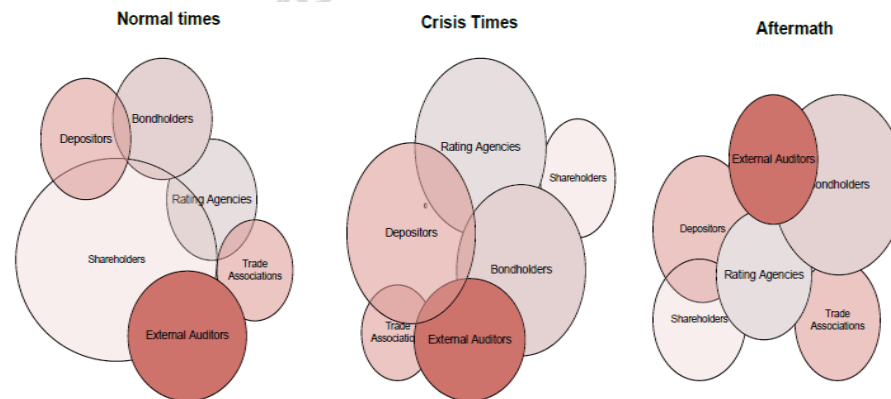 Normal times
Depositors
Bondholders
Rating Agencies
Shareholders
Trade
Associations
External Auditors
Crisis Times
Rating Agencies
Shareholders
Depositors
Bondholders
Trade
Associatio
External Auditors
Aftermath
External Auditors
ondholders
Depositors
Rating Agencies
Shareholders
Trade
Associations